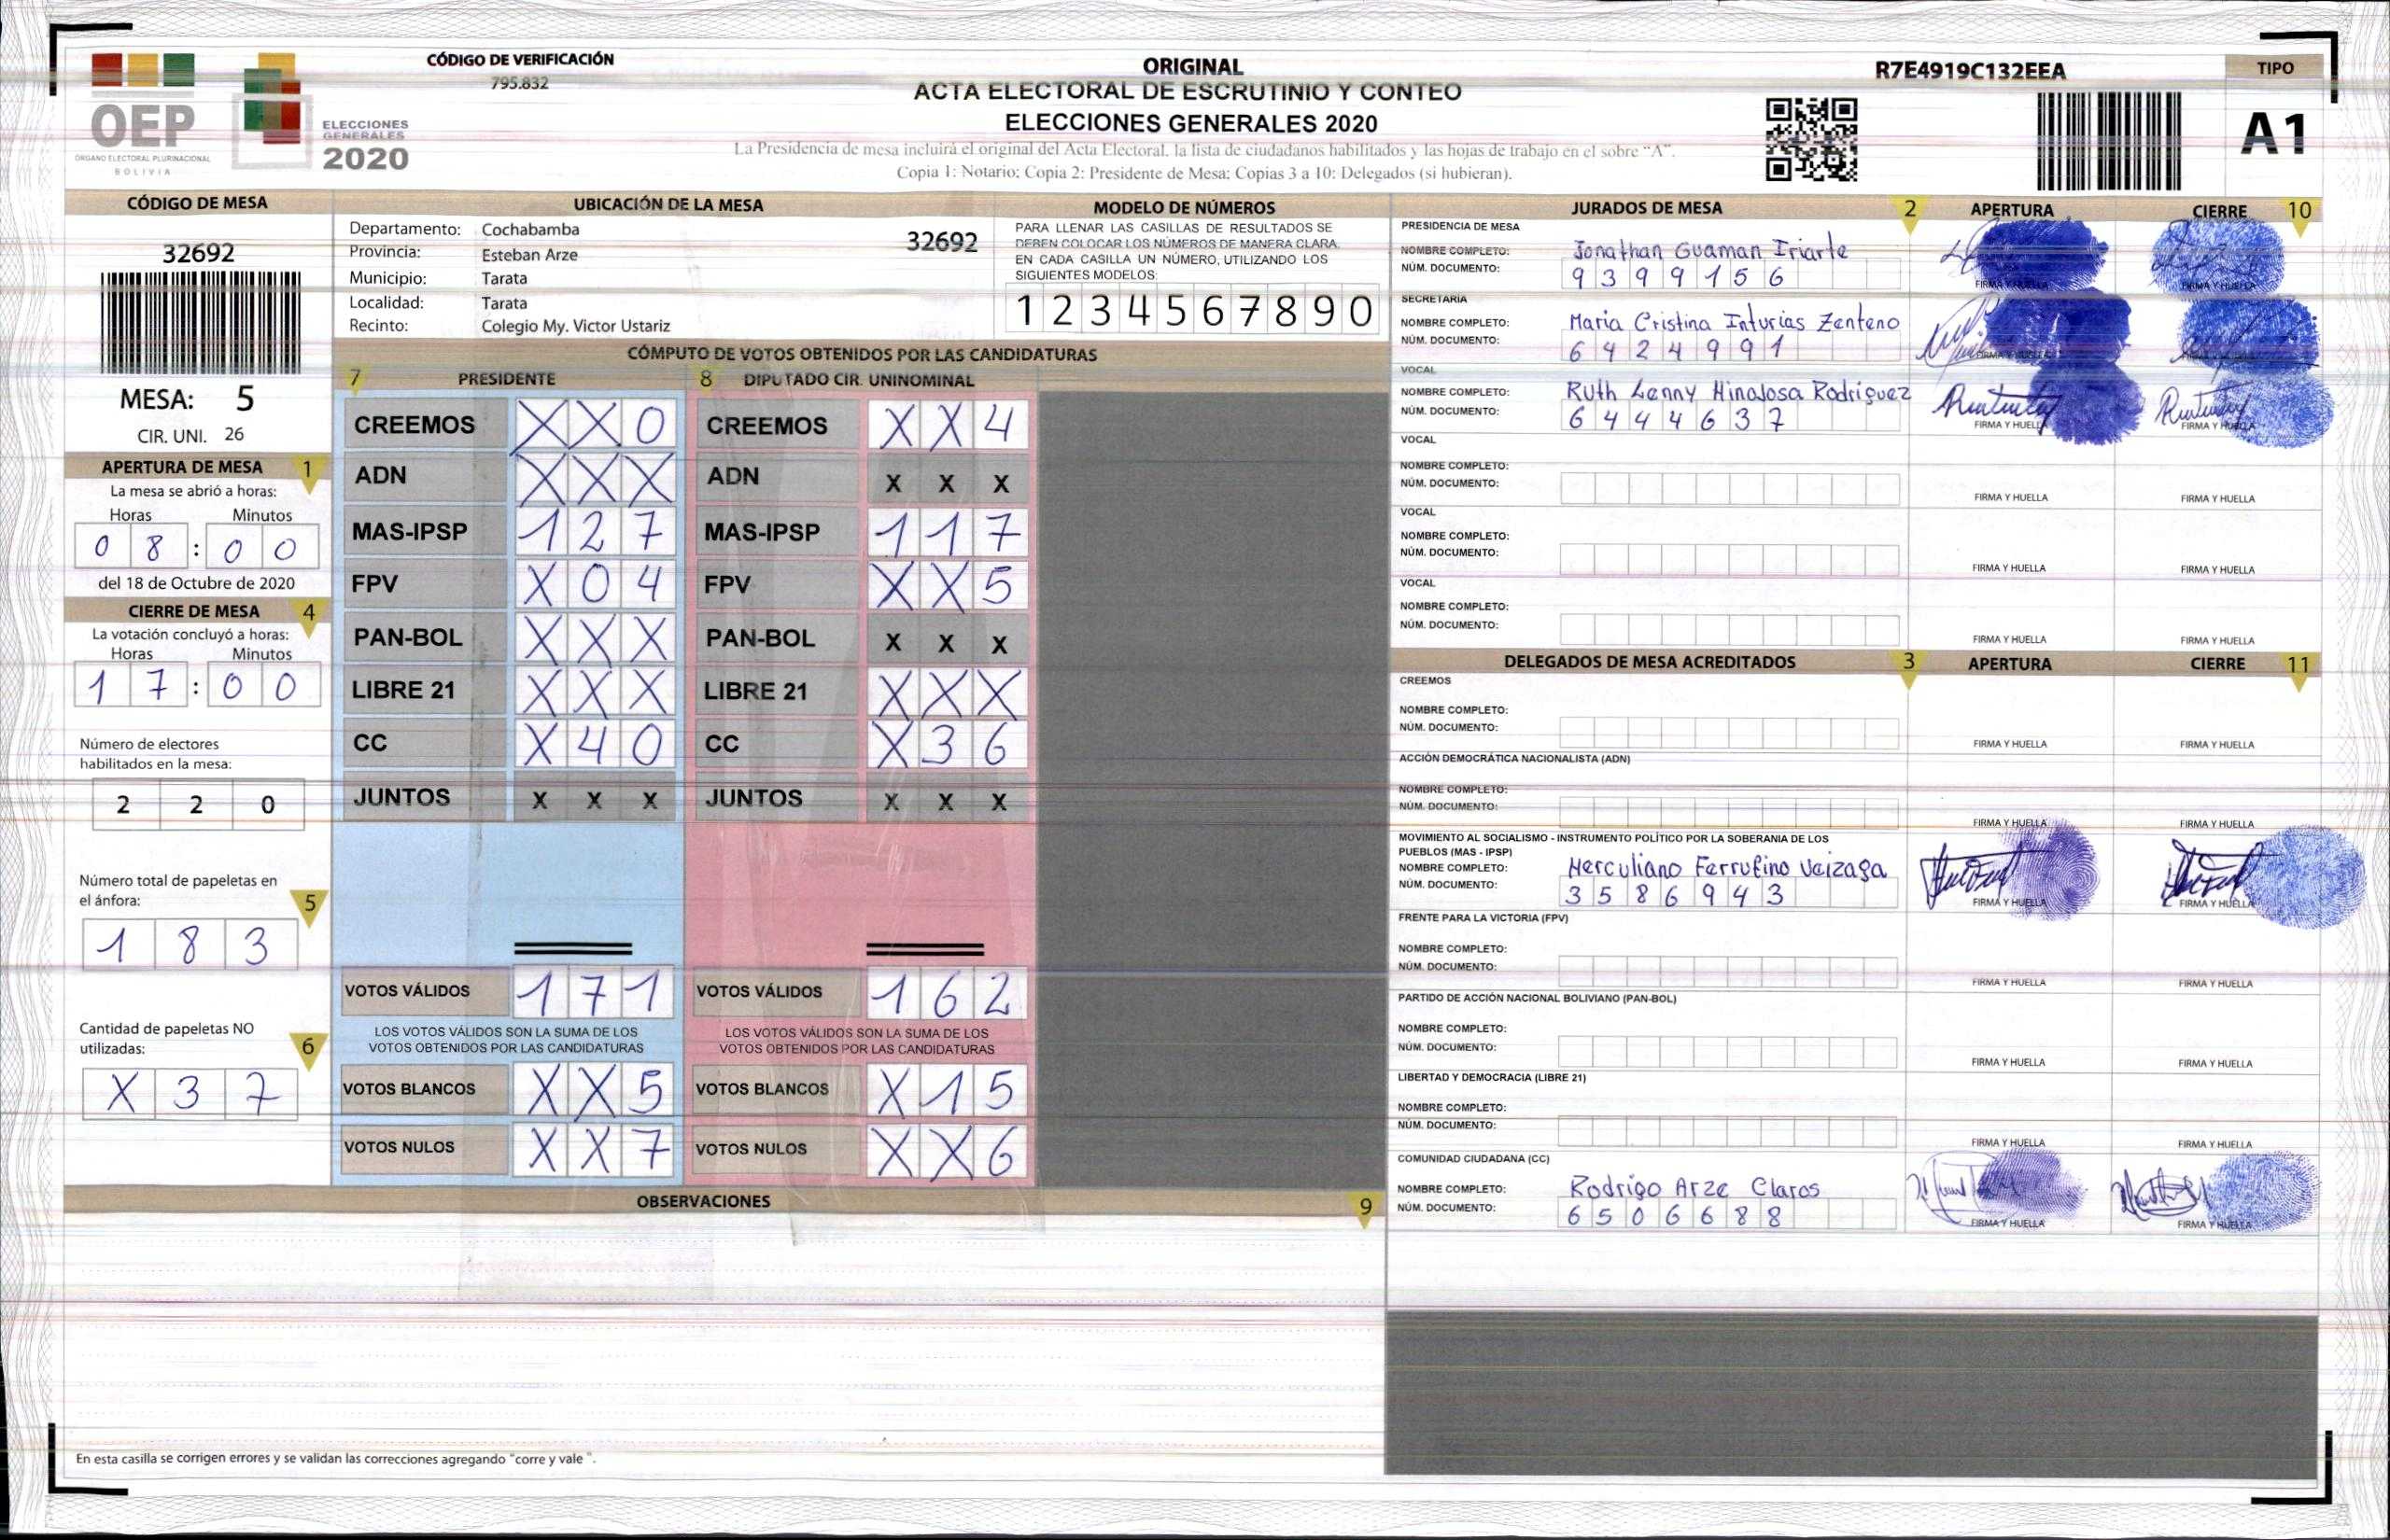 CÓDIGO DE VERIFICACIÓN
795.832
OEP
ÓRGANO ELECTORAL PLURINACIONAL
BOLIVIA
ELECCIONES
GENERALES
2020
ORIGINAL
ACTA ELECTORAL DE ESCRUTINIO Y CONTEO
ELECCIONES GENERALES 2020
La Presidencia de mesa incluirá el original del Acta Electoral, la lista de ciudadanos habilitados y las hojas de trabajo en el sobre "A".
Copia 1: Notario; Copia 2: Presidente de Mesa; Copias 3 a 10: Delegados (si hubieran).
R7E4919C132EEA
TIPO
A1
CÓDIGO DE MESA
32692
MESA: 5
CIR. UNI. 26
APERTURA DE MESA 1
La mesa se abrió a horas:
Horas Minutos
0 8 : 0 0
del 18 de Octubre de 2020
CIERRE DE MESA 4
La votación concluyó a horas:
Horas Minutos
1 7 : 0 0
Número de electores
habilitados en la mesa:
2 2 0
Número total de papeletas en
el ánfora: 5
1 8 3
Cantidad de papeletas NO
utilizadas: 6
X 3 7
UBICACIÓN DE LA MESA
Departamento: Cochabamba
32692
Provincia: Esteban Arze
Municipio: Tarata
Localidad: Tarata
Recinto: Colegio My. Victor Ustariz
MODELO DE NÚMEROS
PARA LLENAR LAS CASILLAS DE RESULTADOS SE
DEBEN COLOCAR LOS NÚMEROS DE MANERA CLARA.
EN CADA CASILLA UN NÚMERO, UTILIZANDO LOS
SIGUIENTES MODELOS:
1 2 3 4 5 6 7 8 9 0
CÓMPUTO DE VOTOS OBTENIDOS POR LAS CANDIDATURAS
7 PRESIDENTE 8 DIPUTADO CIR. UNINOMINAL
CREEMOS X X 0 CREEMOS X X 4
ADN X X X ADN X X X
MAS-IPSP 1 2 7 MAS-IPSP 1 1 7
FPV X 0 4 FPV X X 5
PAN-BOL X X X PAN-BOL X X X
LIBRE 21 X X X LIBRE 21 X X X
CC X 4 0 CC X 3 6
JUNTOS X X X JUNTOS X X X
VOTOS VÁLIDOS 1 7 1 VOTOS VÁLIDOS 1 6 2
LOS VOTOS VÁLIDOS SON LA SUMA DE LOS LOS VOTOS VÁLIDOS SON LA SUMA DE LOS
VOTOS OBTENIDOS POR LAS CANDIDATURAS VOTOS OBTENIDOS POR LAS CANDIDATURAS
VOTOS BLANCOS X X 5 VOTOS BLANCOS X 1 5
VOTOS NULOS X X 7 VOTOS NULOS X X 6
OBSERVACIONES 9
En esta casilla se corrigen errores y se validan las correcciones agregando "corre y vale ".
JURADOS DE MESA 2 APERTURA CIERRE 10
PRESIDENCIA DE MESA
NOMBRE COMPLETO: Jonathan Guaman Iriarte
NÚM. DOCUMENTO: 9 3 9 9 1 5 6
FIRMA Y HUELLA FIRMA Y HUELLA
SECRETARÍA
NOMBRE COMPLETO: Maria Cristina Inturias Zenteno
NÚM. DOCUMENTO: 6 4 2 4 9 9 1
FIRMA Y HUELLA FIRMA Y HUELLA
VOCAL
NOMBRE COMPLETO: Ruth Lenny Hinojosa Rodriguez
NÚM. DOCUMENTO: 6 4 4 4 6 3 7
FIRMA Y HUELLA FIRMA Y HUELLA
VOCAL
NOMBRE COMPLETO:
NÚM. DOCUMENTO:
FIRMA Y HUELLA FIRMA Y HUELLA
VOCAL
NOMBRE COMPLETO:
NÚM. DOCUMENTO:
FIRMA Y HUELLA FIRMA Y HUELLA
VOCAL
NOMBRE COMPLETO:
NÚM. DOCUMENTO:
FIRMA Y HUELLA FIRMA Y HUELLA
DELEGADOS DE MESA ACREDITADOS 3 APERTURA CIERRE 11
CREEMOS
NOMBRE COMPLETO:
NÚM. DOCUMENTO:
FIRMA Y HUELLA FIRMA Y HUELLA
ACCIÓN DEMOCRÁTICA NACIONALISTA (ADN)
NOMBRE COMPLETO:
NÚM. DOCUMENTO:
FIRMA Y HUELLA FIRMA Y HUELLA
MOVIMIENTO AL SOCIALISMO - INSTRUMENTO POLÍTICO POR LA SOBERANIA DE LOS
PUEBLOS (MAS - IPSP)
NOMBRE COMPLETO: Herculiano Ferrufino Veizaga
NÚM. DOCUMENTO: 3 5 8 6 9 4 3
FIRMA Y HUELLA FIRMA Y HUELLA
FRENTE PARA LA VICTORIA (FPV)
NOMBRE COMPLETO:
NÚM. DOCUMENTO:
FIRMA Y HUELLA FIRMA Y HUELLA
PARTIDO DE ACCIÓN NACIONAL BOLIVIANO (PAN-BOL)
NOMBRE COMPLETO:
NÚM. DOCUMENTO:
FIRMA Y HUELLA FIRMA Y HUELLA
LIBERTAD Y DEMOCRACIA (LIBRE 21)
NOMBRE COMPLETO:
NÚM. DOCUMENTO:
FIRMA Y HUELLA FIRMA Y HUELLA
COMUNIDAD CIUDADANA (CC)
NOMBRE COMPLETO: Rodrigo Arze Claros
NÚM. DOCUMENTO: 6 5 0 6 6 8 8
FIRMA Y HUELLA FIRMA Y HUELLA